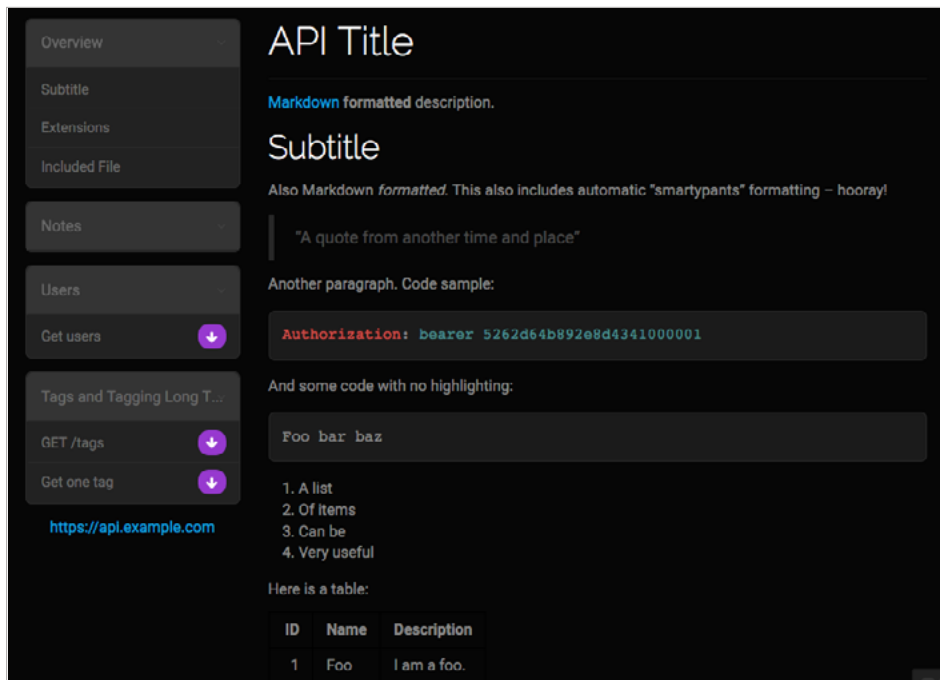 Overview
Subtitle
Extensions
Included File
Notes
Users
Get users
Tags and Tagging Long T...
GET /tags
Get one tag
https://api.example.com
API Title
Markdown formatted description.
Subtitle
Also Markdown formatted. This also includes automatic “smartypants” formatting – hooray!
“A quote from another time and place”
Another paragraph. Code sample:
Authorization: bearer 5262d64b892e8d4341000001
And some code with no highlighting:
Foo bar baz
1. A list
2. Of items
3. Can be
4. Very useful
Here is a table:
ID Name Description
1 Foo I am a foo.